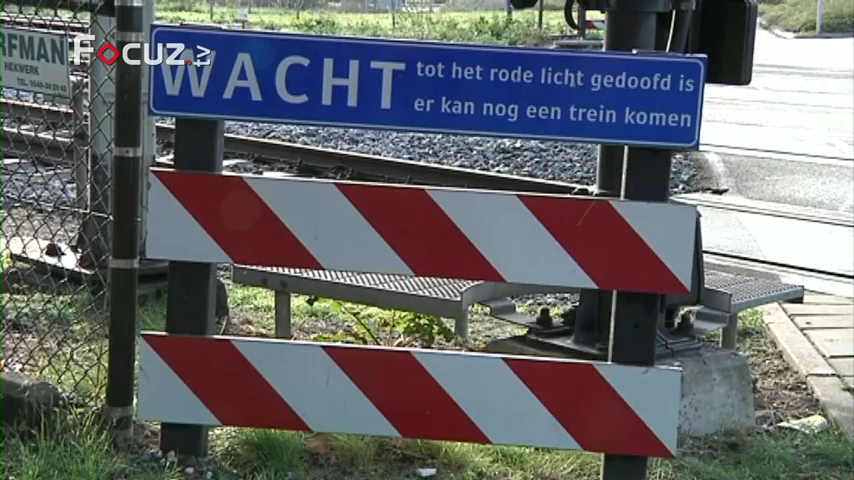 FOCUZ.TV
RFMAN
HEKWERK
WACHT tot het rode licht gedoofd is
er kan nog een trein komen